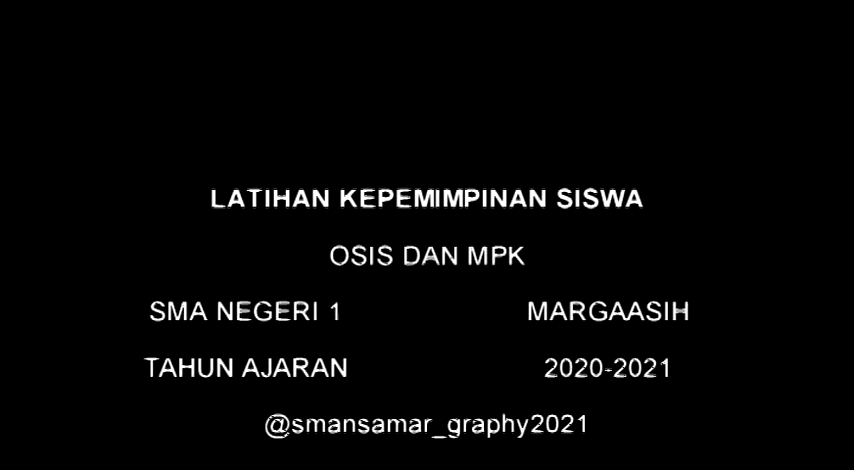 LATIHAN KEPEMIMPINAN SISWA
OSIS DAN MPK
SMA NEGERI 1 MARGAASIH
TAHUN AJARAN 2020-2021
@smansamar_graphy2021